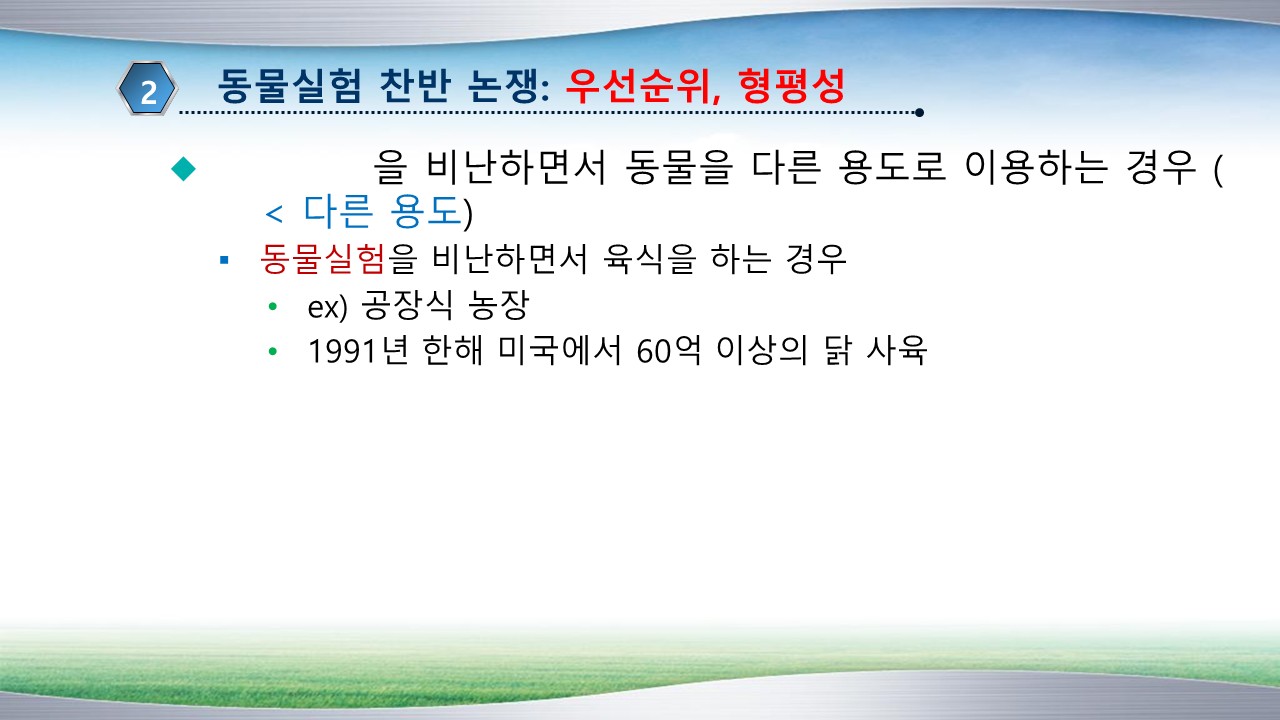 2 동물실험 찬반 논쟁: 우선순위, 형평성
을 비난하면서 동물을 다른 용도로 이용하는 경우 (
< 다른 용도)
동물실험을 비난하면서 육식을 하는 경우
ex) 공장식 농장
1991년 한해 미국에서 60억 이상의 닭 사육